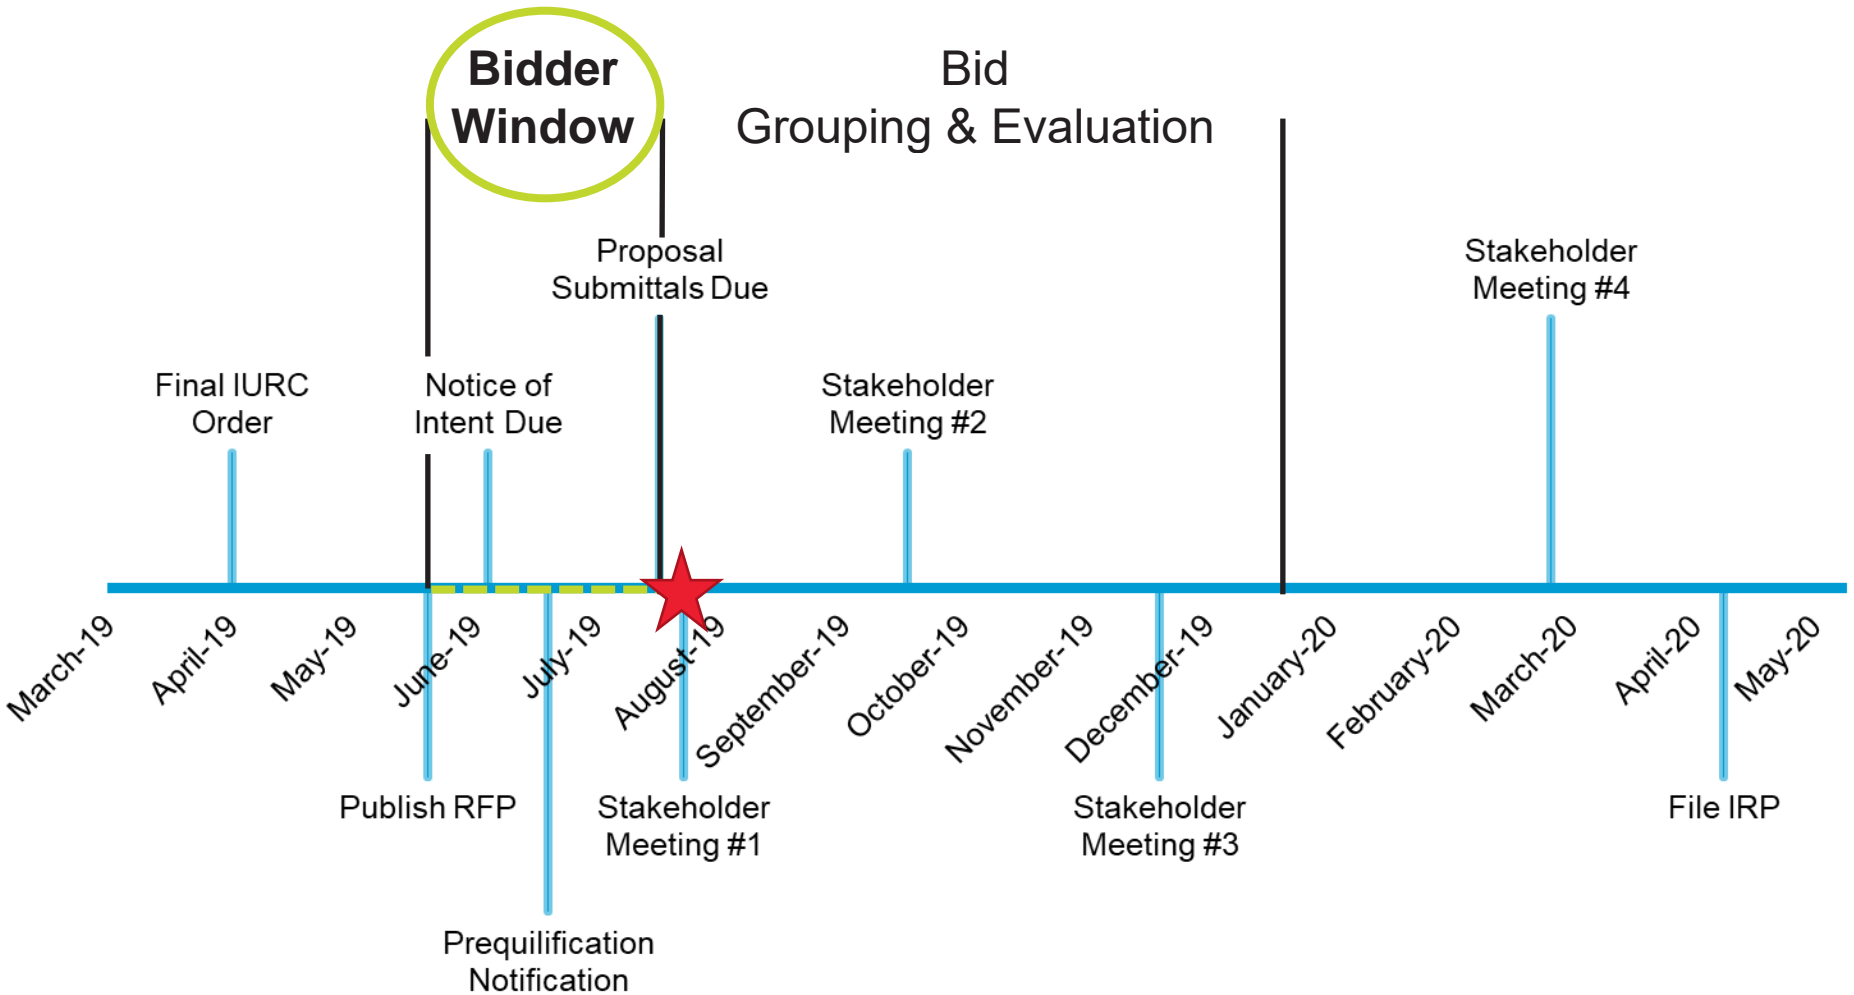 Bidder
Window
Bid
Grouping & Evaluation
Proposal
Submittals Due
Stakeholder
Meeting #4
Final IURC
Order
Notice of
Intent Due
Stakeholder
Meeting #2
March-19
April-19
May-19
June-19
July-19
August-19
September-19
October-19
November-19
December-19
January-20
February-20
March-20
April-20
May-20
Publish RFP
Stakeholder
Meeting #1
Stakeholder
Meeting #3
File IRP
Prequilification
Notification